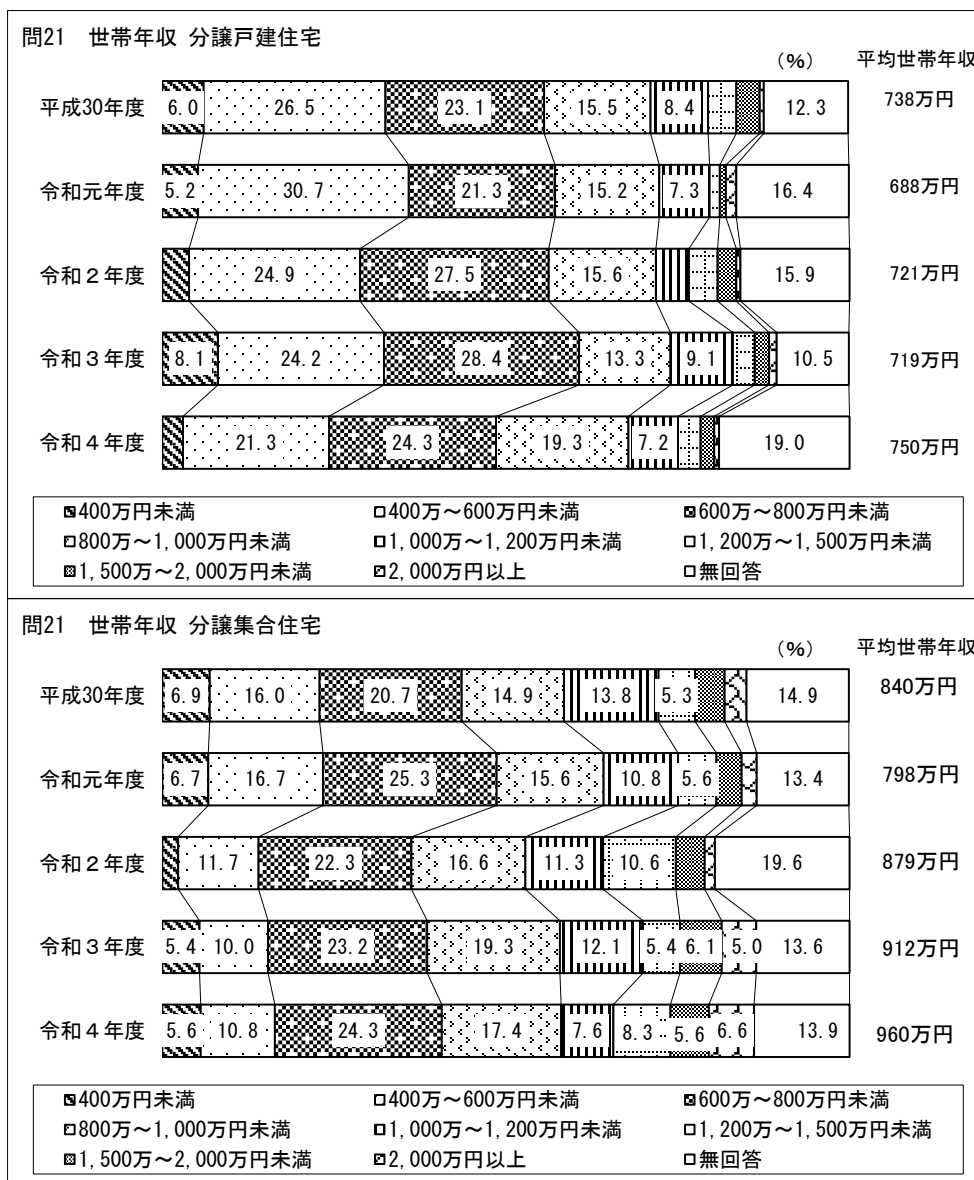 問21 世帯年収 分譲戸建住宅
(%) 平均世帯年収
平成30年度 6.0 26.5 23.1 15.5 8.4 12.3 738万円
令和元年度 5.2 30.7 21.3 15.2 7.3 16.4 688万円
令和2年度 24.9 27.5 15.6 15.9 721万円
令和3年度 8.1 24.2 28.4 13.3 9.1 10.5 719万円
令和4年度 21.3 24.3 19.3 7.2 19.0 750万円
400万円未満 400万～600万円未満 600万～800万円未満
800万～1,000万円未満 1,000万～1,200万円未満 1,200万～1,500万円未満
1,500万～2,000万円未満 2,000万円以上 無回答
問21 世帯年収 分譲集合住宅
(%) 平均世帯年収
平成30年度 6.9 16.0 20.7 14.9 13.8 5.3 14.9 840万円
令和元年度 6.7 16.7 25.3 15.6 10.8 5.6 13.4 798万円
令和2年度 11.7 22.3 16.6 11.3 10.6 19.6 879万円
令和3年度 5.4 10.0 23.2 19.3 12.1 5.4 6.1 5.0 13.6 912万円
令和4年度 5.6 10.8 24.3 17.4 7.6 8.3 5.6 6.6 13.9 960万円
400万円未満 400万～600万円未満 600万～800万円未満
800万～1,000万円未満 1,000万～1,200万円未満 1,200万～1,500万円未満
1,500万～2,000万円未満 2,000万円以上 無回答